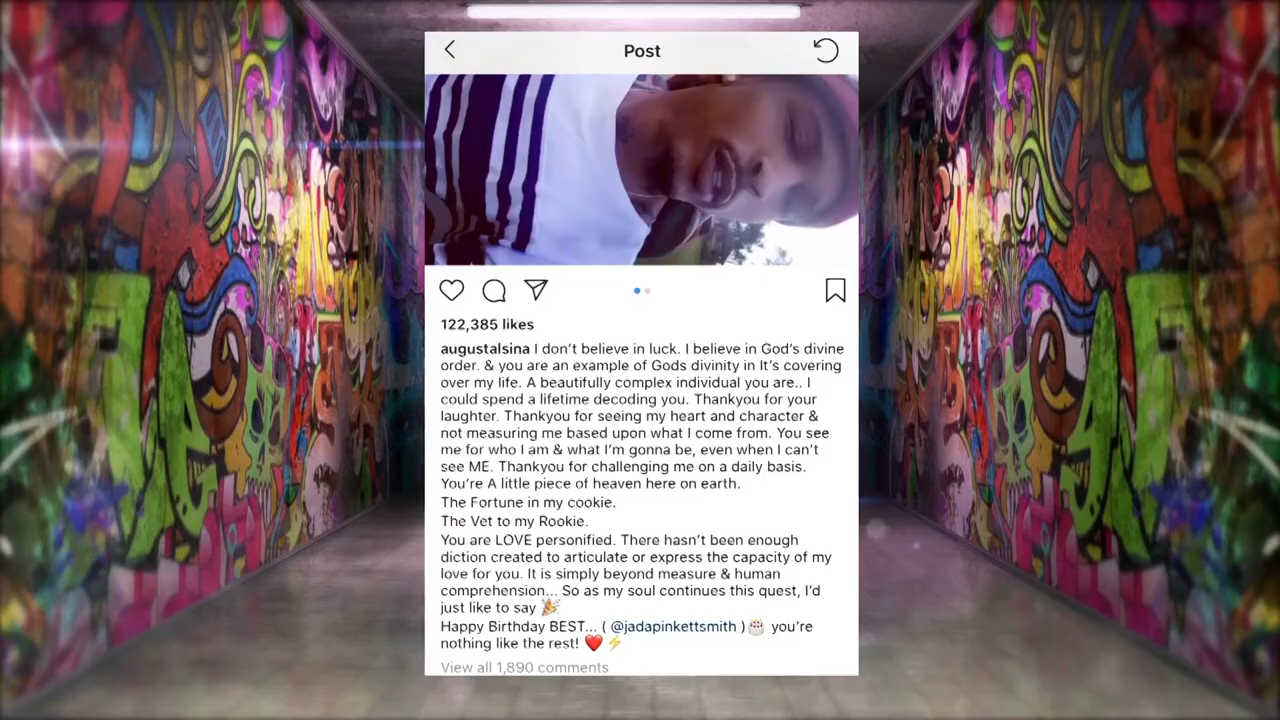 Post
122,385 likes
augustalsina I don't believe in luck. I believe in God's divine
order. & you are an example of Gods divinity in It's covering
over my life. A beautifully complex individual you are.. I
could spend a lifetime decoding you. Thankyou for your
laughter. Thankyou for seeing my heart and character &
not measuring me based upon what I come from. You see
me for who I am & what I'm gonna be, even when I can't
see ME. Thankyou for challenging me on a daily basis.
You're A little piece of heaven here on earth.
The Fortune in my cookie.
The Vet to my Rookie.
You are LOVE personified. There hasn't been enough
diction created to articulate or express the capacity of my
love for you. It is simply beyond measure & human
comprehension... So as my soul continues this quest, I'd
just like to say 🎉
Happy Birthday BEST... ( @jadapinkettsmith )🎂 you're
nothing like the rest! ❤️⚡
View all 1,890 comments